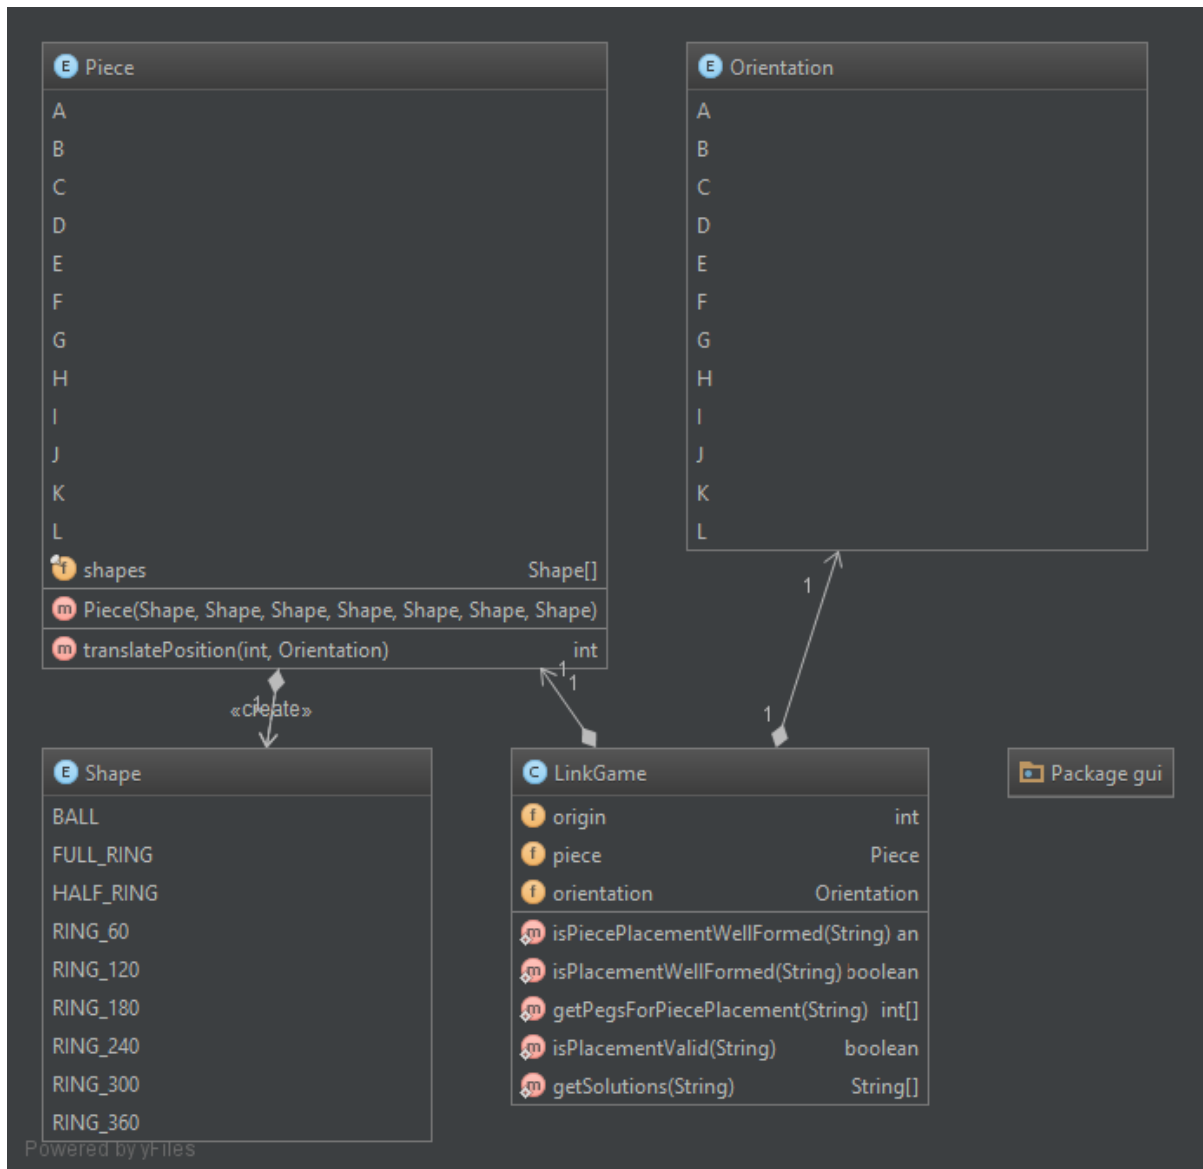 Piece
A
B
C
D
E
F
G
H
I
J
K
L
shapes Shape[]
Piece(Shape, Shape, Shape, Shape, Shape, Shape, Shape)
translatePosition(int, Orientation) int
Orientation
A
B
C
D
E
F
G
H
I
J
K
L
1
1
1
1
1
«create»
Shape
BALL
FULL_RING
HALF_RING
RING_60
RING_120
RING_180
RING_240
RING_300
RING_360
LinkGame
origin int
piece Piece
orientation Orientation
isPiecePlacementWellFormed(String) an
isPlacementWellFormed(String) boolean
getPegsForPiecePlacement(String) int[]
isPlacementValid(String) boolean
getSolutions(String) String[]
Package gui
Powered by yFiles